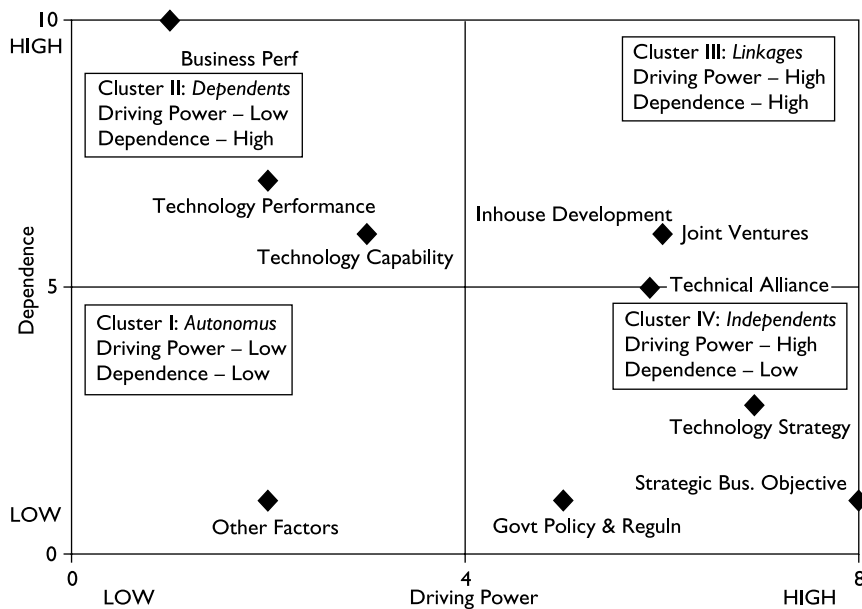 10
HIGH
Business Perf
Cluster II: Dependents
Driving Power – Low
Dependence – High
Cluster III: Linkages
Driving Power – High
Dependence – High
Technology Performance
Technology Capability
Inhouse Development
Joint Ventures
Dependence
5
Technical Alliance
Cluster I: Autonomus
Driving Power – Low
Dependence – Low
Cluster IV: Independents
Driving Power – High
Dependence – Low
Technology Strategy
Strategic Bus. Objective
LOW
Other Factors
Govt Policy & Reguln
0
0
4
8
LOW
Driving Power
HIGH